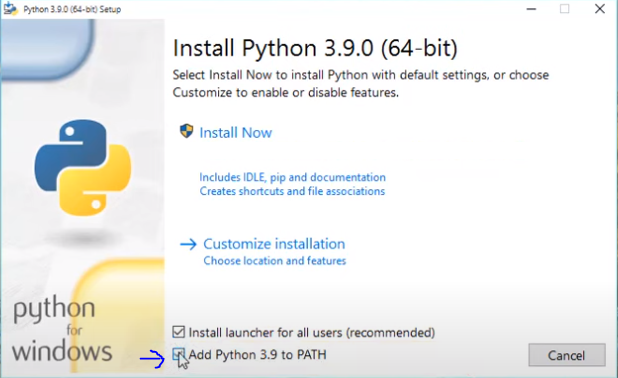 Python 3.9.0 (64-bit) Setup
Install Python 3.9.0 (64-bit)
Select Install Now to install Python with default settings, or choose
Customize to enable or disable features.
Install Now
Includes IDLE, pip and documentation
Creates shortcuts and file associations
Customize installation
Choose location and features
python
for
windows
Install launcher for all users (recommended)
Add Python 3.9 to PATH
Cancel